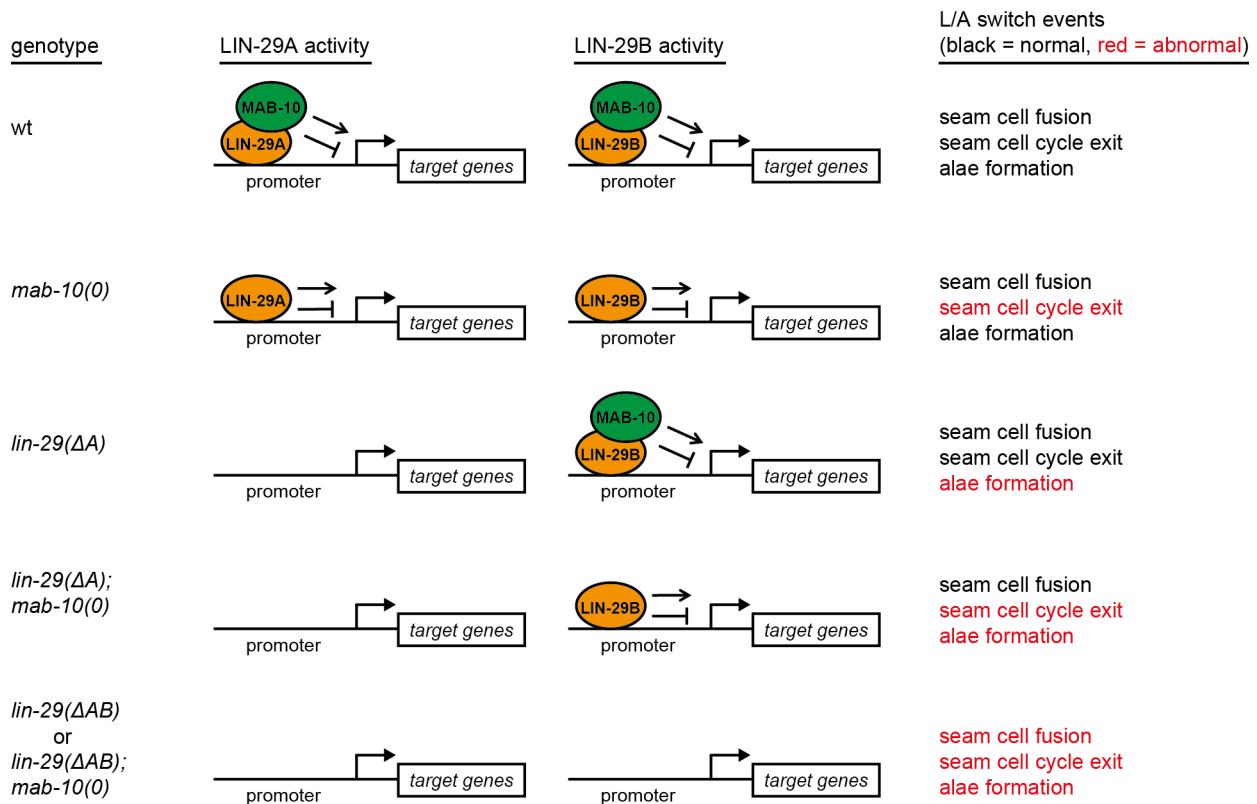 genotype
LIN-29A activity
LIN-29B activity
L/A switch events
(black = normal, red = abnormal)
wt
MAB-10
LIN-29A
promoter
target genes
MAB-10
LIN-29B
promoter
target genes
seam cell fusion
seam cell cycle exit
alae formation
mab-10(0)
LIN-29A
promoter
target genes
LIN-29B
promoter
target genes
seam cell fusion
seam cell cycle exit
alae formation
lin-29(ΔA)
promoter
target genes
MAB-10
LIN-29B
promoter
target genes
seam cell fusion
seam cell cycle exit
alae formation
lin-29(ΔA);
mab-10(0)
promoter
target genes
LIN-29B
promoter
target genes
seam cell fusion
seam cell cycle exit
alae formation
lin-29(ΔAB)
or
lin-29(ΔAB);
mab-10(0)
promoter
target genes
promoter
target genes
seam cell fusion
seam cell cycle exit
alae formation